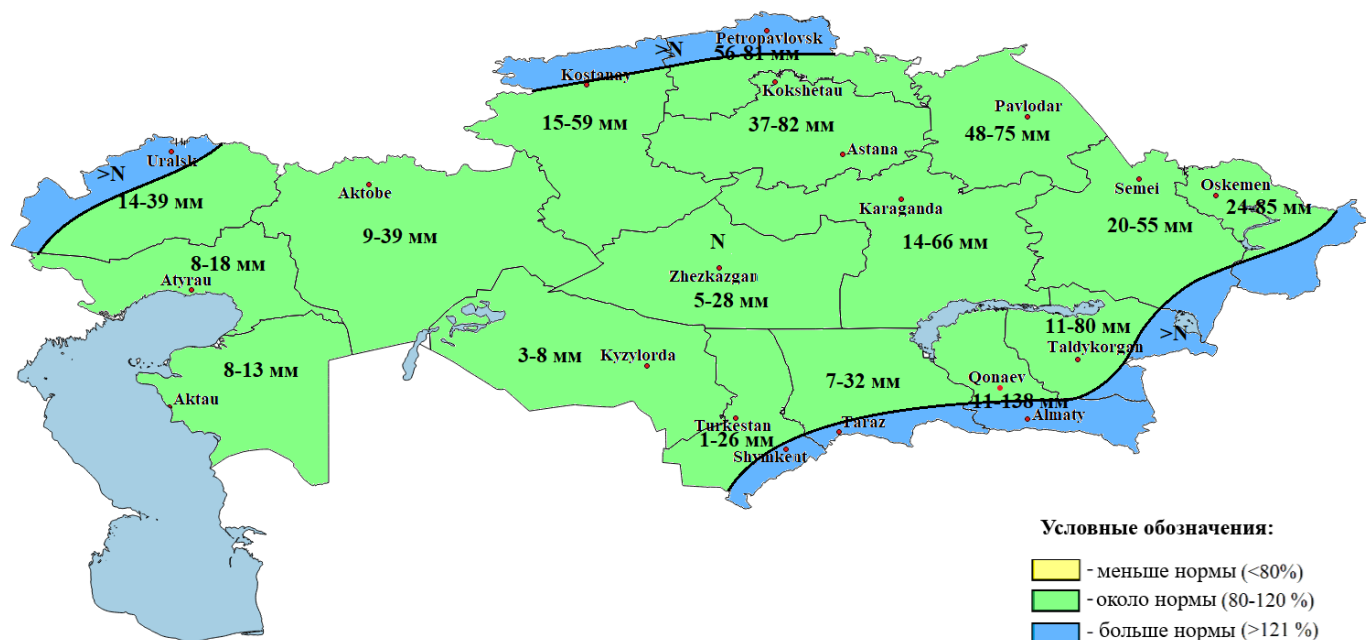 Petropavlovsk
>N
56-81 мм
Kostanay
Kokshetau
15-59 мм
37-82 мм
Pavlodar
48-75 мм
Astana
Uralsk
>N
14-39 мм
Aktobe
9-39 мм
Semei
Oskemen
24-85 мм
20-55 мм
Karaganda
14-66 мм
N
Zhezkazgan
5-28 мм
8-18 мм
Atyrau
11-80 мм
>N
Taldykorgan
3-8 мм
Kyzylorda
8-13 мм
Aktau
7-32 мм
Qonaev
11-138 мм
Almaty
Turkestan
1-26 мм
Taraz
Shymkent
Условные обозначения:
- меньше нормы (<80%)
- около нормы (80-120 %)
- больше нормы (>121 %)